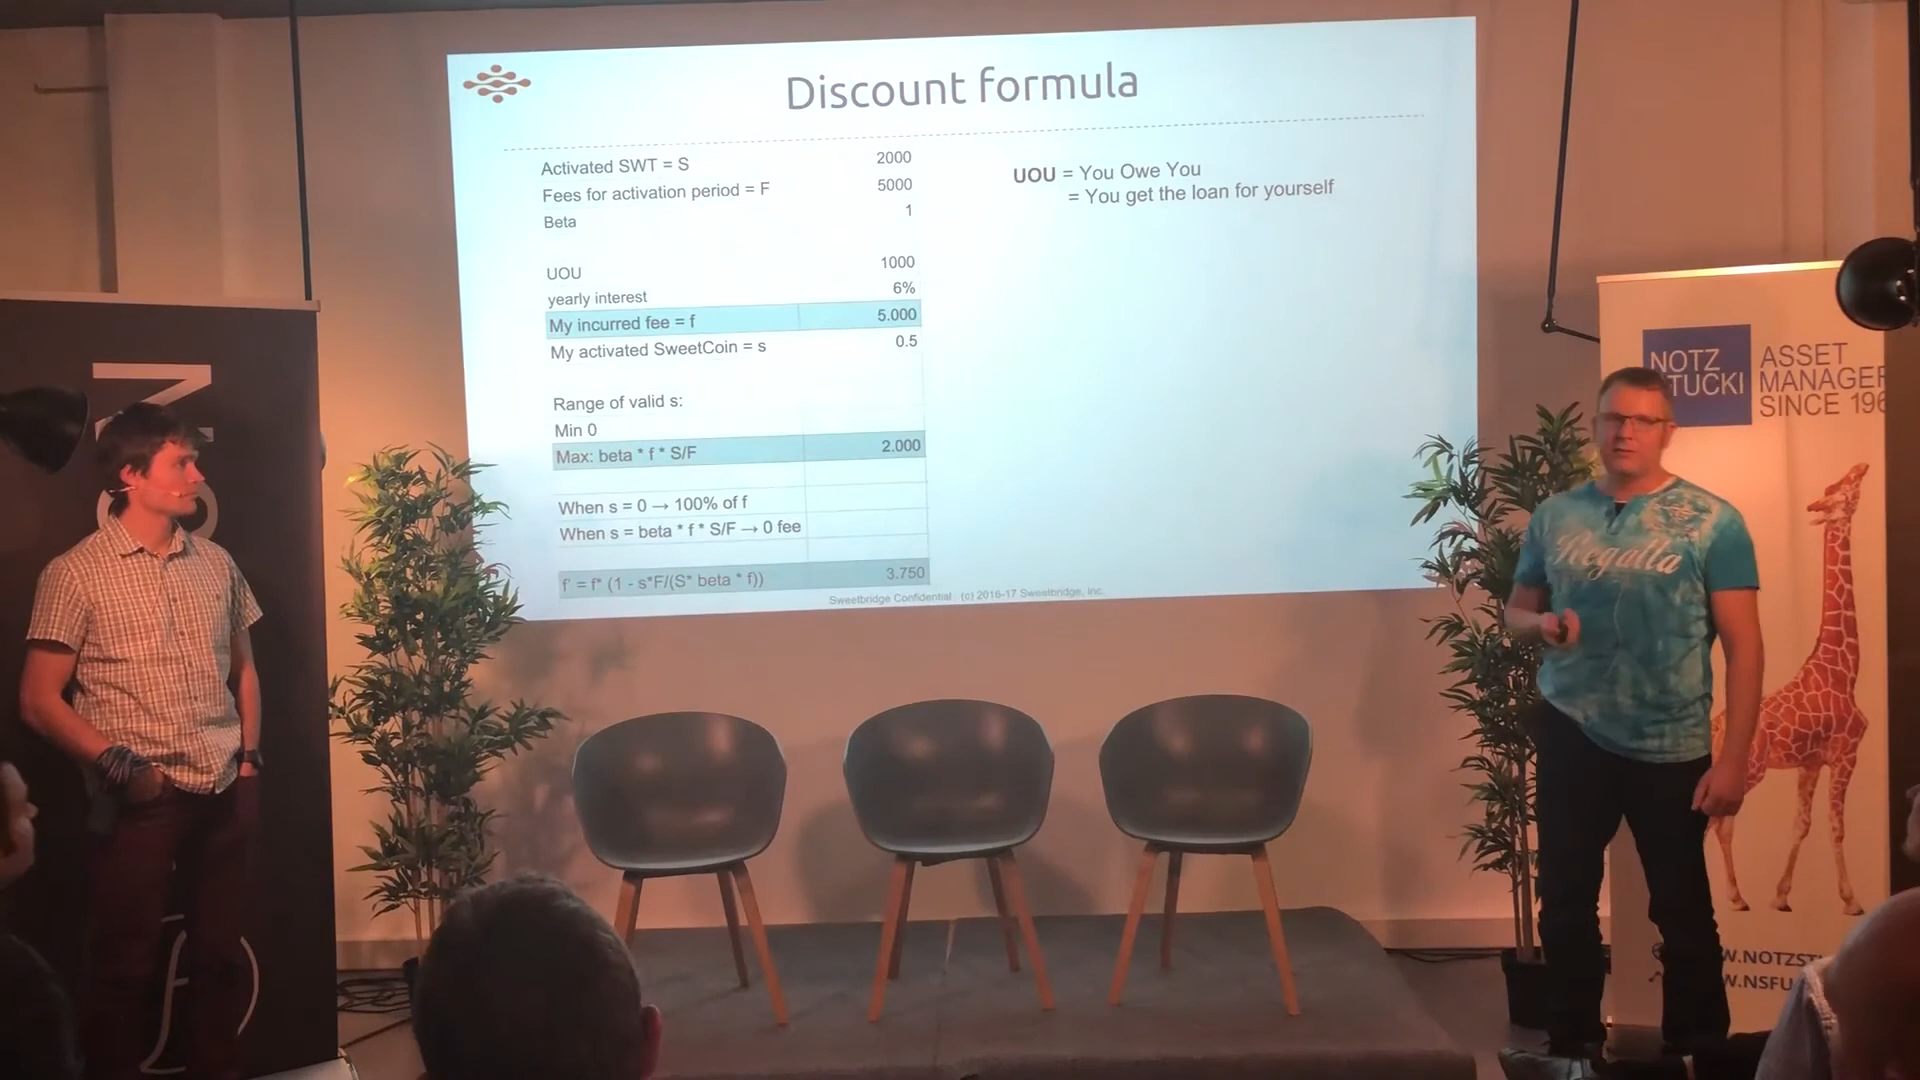 Discount formula
Activated SWT = S 2000
Fees for activation period = F 5000
Beta 1
UOU 1000
yearly interest 6%
My incurred fee = f 5.000
My activated SweetCoin = s 0.5
Range of valid s:
Min 0
Max: beta * f * S/F 2.000
When s = 0 → 100% of f
When s = beta * f * S/F → 0 fee
f' = f* (1 - s*F/(S* beta * f)) 3.750
UOU = You Owe You
= You get the loan for yourself
Sweetbridge Confidential (c) 2016-17 Sweetbridge, Inc.
NOTZ
TUCKI
ASSET
MANAGER
SINCE 196
W.NOTZST
W.NSFU
Regatta